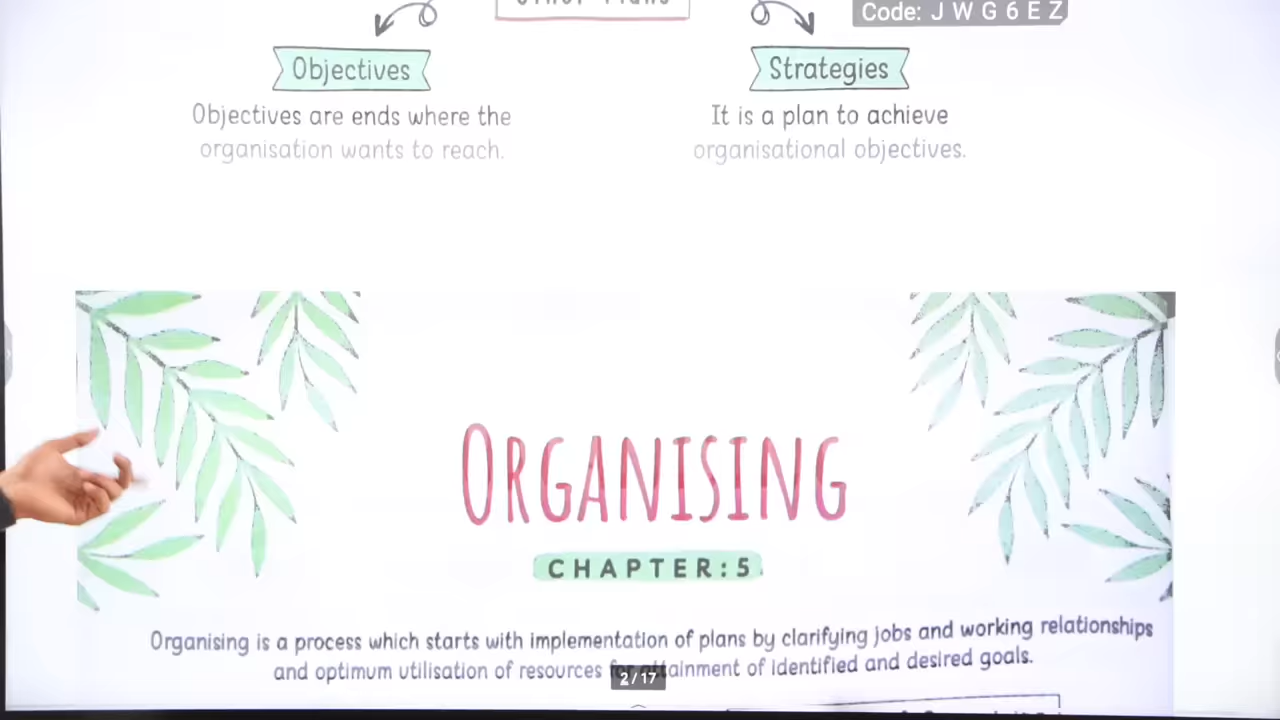 Code: J W G 6 E Z
Objectives
Strategies
Objectives are ends where the
organisation wants to reach.
It is a plan to achieve
organisational objectives.
ORGANISING
CHAPTER:5
Organising is a process which starts with implementation of plans by clarifying jobs and working relationships
and optimum utilisation of resources for attainment of identified and desired goals.
2/17